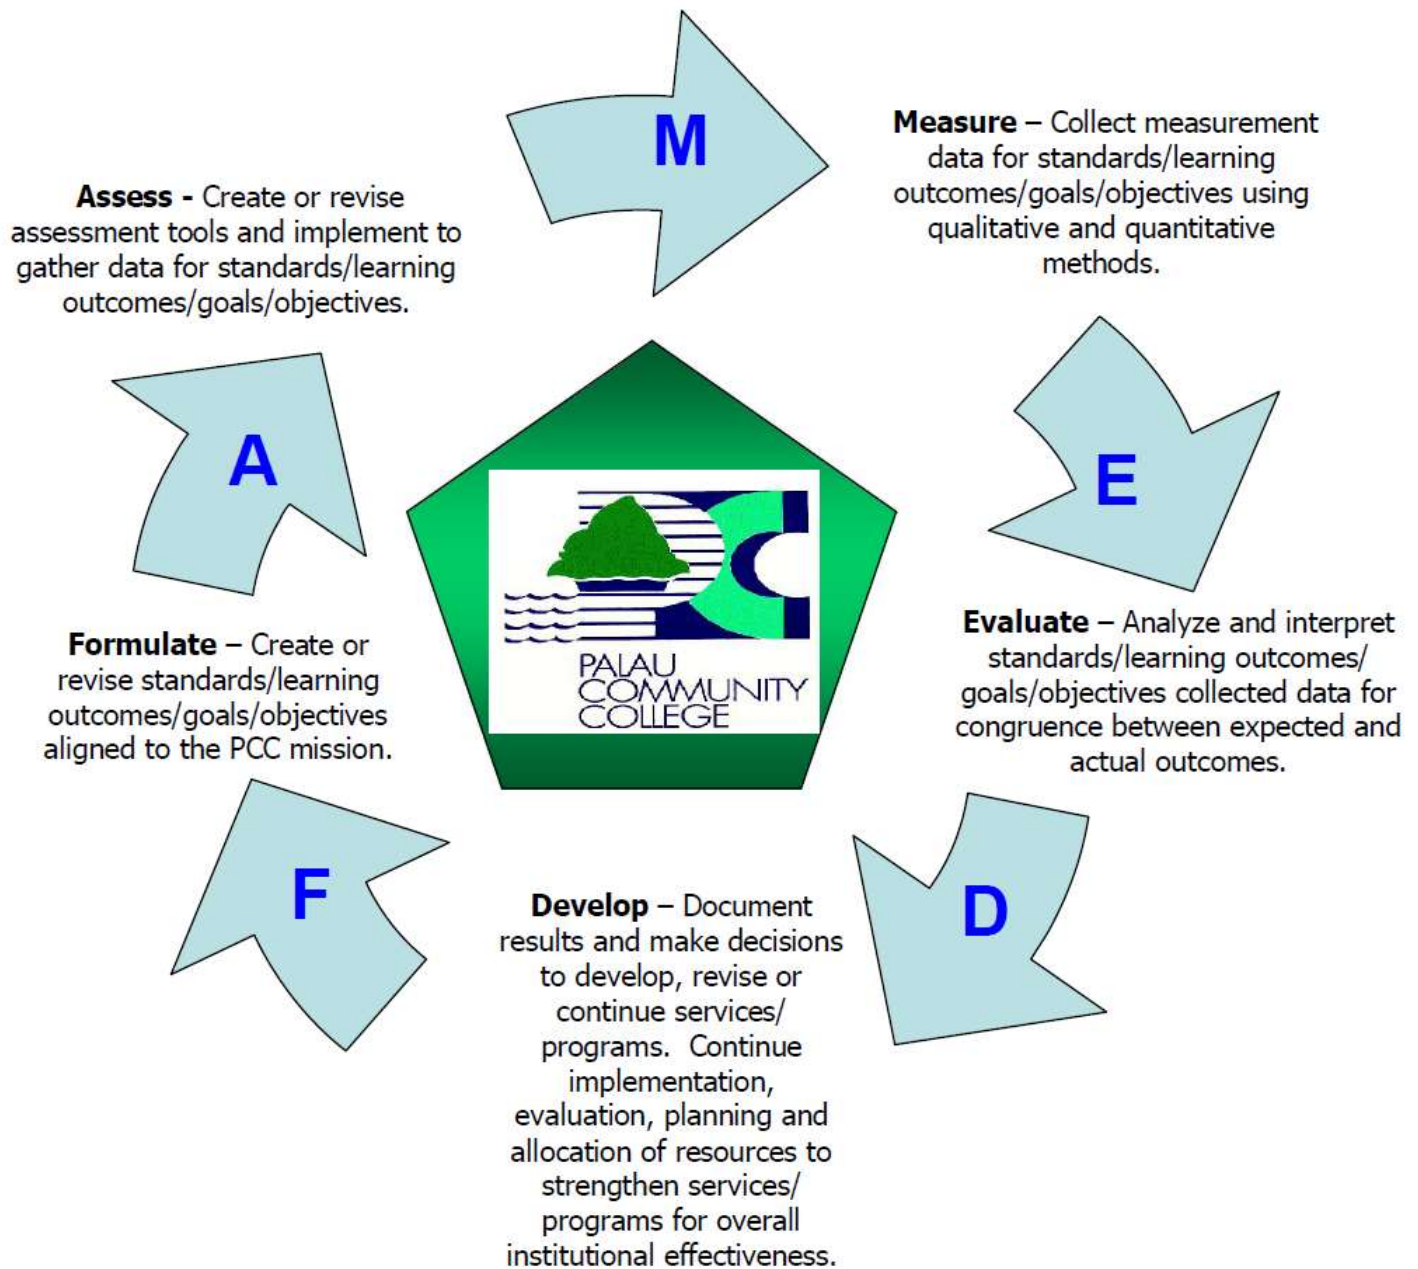 M
Measure – Collect measurement
data for standards/learning
outcomes/goals/objectives using
qualitative and quantitative
methods.
E
Evaluate – Analyze and interpret
standards/learning outcomes/
goals/objectives collected data for
congruence between expected and
actual outcomes.
D
Develop – Document
results and make decisions
to develop, revise or
continue services/
programs.  Continue
implementation,
evaluation, planning and
allocation of resources to
strengthen services/
programs for overall
institutional effectiveness.
F
Formulate – Create or
revise standards/learning
outcomes/goals/objectives
aligned to the PCC mission.
A
Assess - Create or revise
assessment tools and implement to
gather data for standards/learning
outcomes/goals/objectives.
PALAU
COMMUNITY
COLLEGE